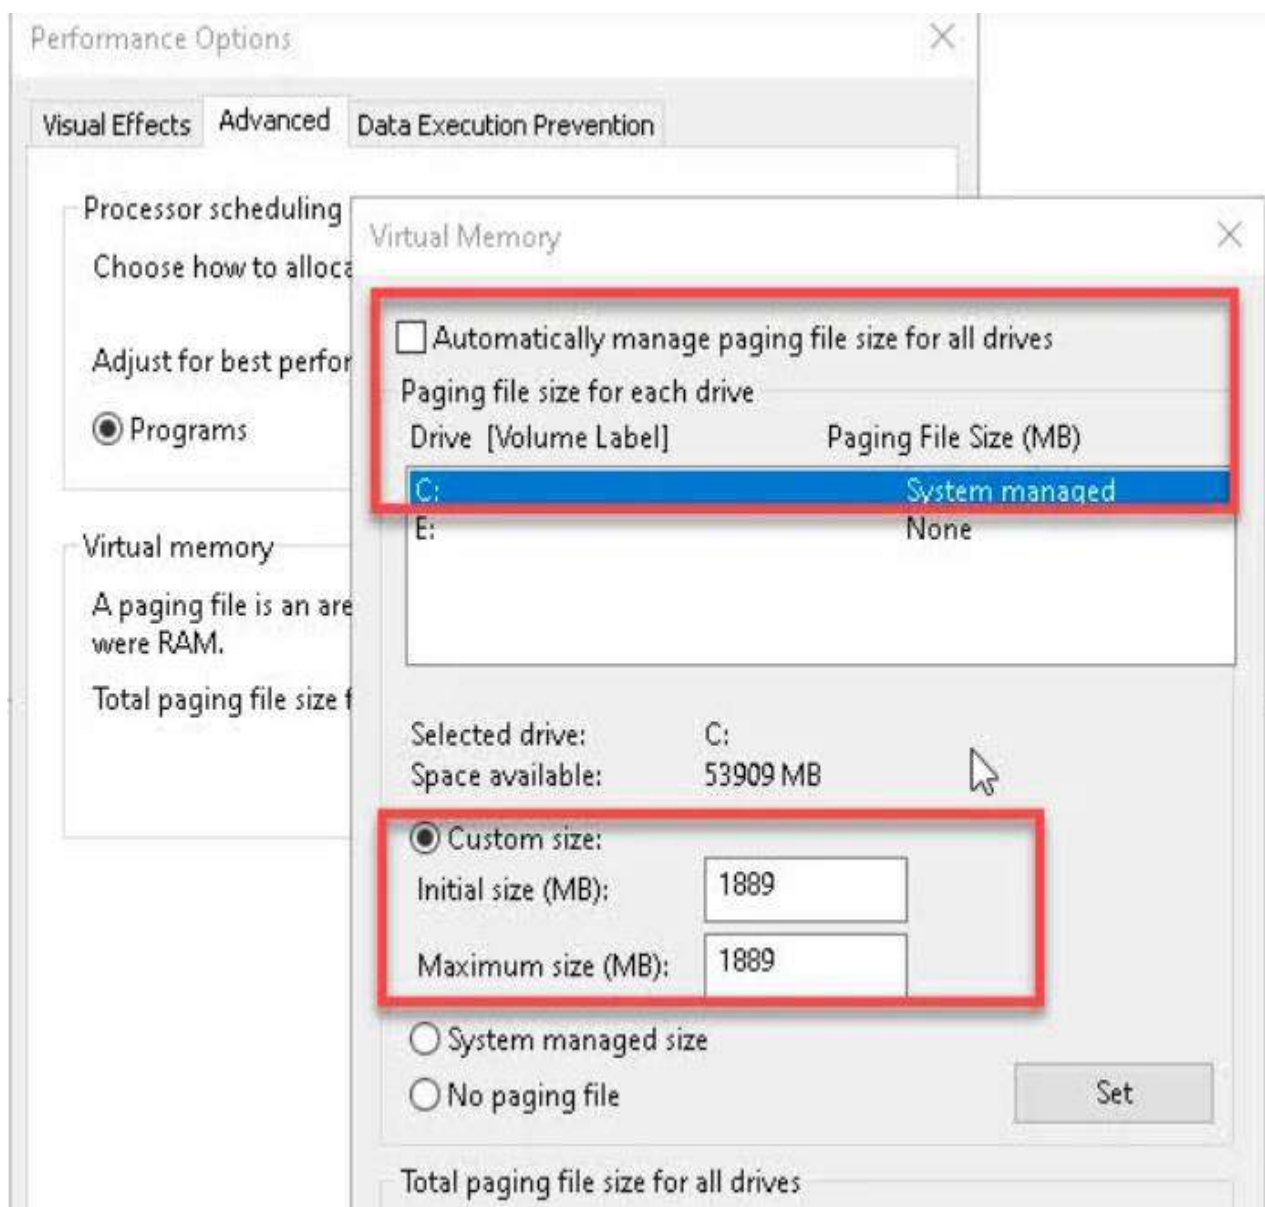 Performance Options
Visual Effects Advanced Data Execution Prevention
Processor scheduling
Choose how to alloca
Adjust for best perfor
Programs
Virtual memory
A paging file is an are
were RAM.
Total paging file size f
Virtual Memory
Automatically manage paging file size for all drives
Paging file size for each drive
Drive [Volume Label] Paging File Size (MB)
C: System managed
E: None
Selected drive: C:
Space available: 53909 MB
Custom size:
Initial size (MB): 1889
Maximum size (MB): 1889
System managed size
No paging file
Set
Total paging file size for all drives